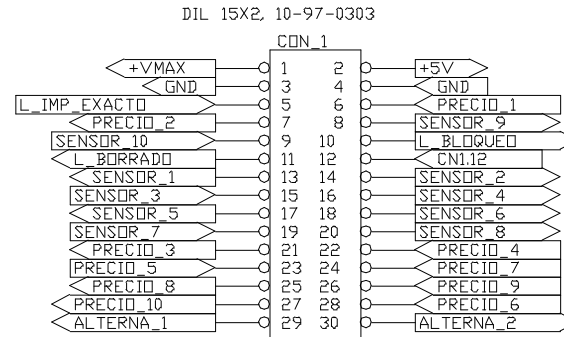 DIL 15X2, 10-97-0303
CON_1
+VMAX 1 2 +5V
GND 3 4 GND
L_IMP_EXACTO 5 6 PRECIO_1
PRECIO_2 7 8 SENSOR_9
SENSOR_10 9 10 L_BLOQUEO
L_BORRADO 11 12 CN1.12
SENSOR_1 13 14 SENSOR_2
SENSOR_3 15 16 SENSOR_4
SENSOR_5 17 18 SENSOR_6
SENSOR_7 19 20 SENSOR_8
PRECIO_3 21 22 PRECIO_4
PRECIO_5 23 24 PRECIO_7
PRECIO_8 25 26 PRECIO_9
PRECIO_10 27 28 PRECIO_6
ALTERNA_1 29 30 ALTERNA_2